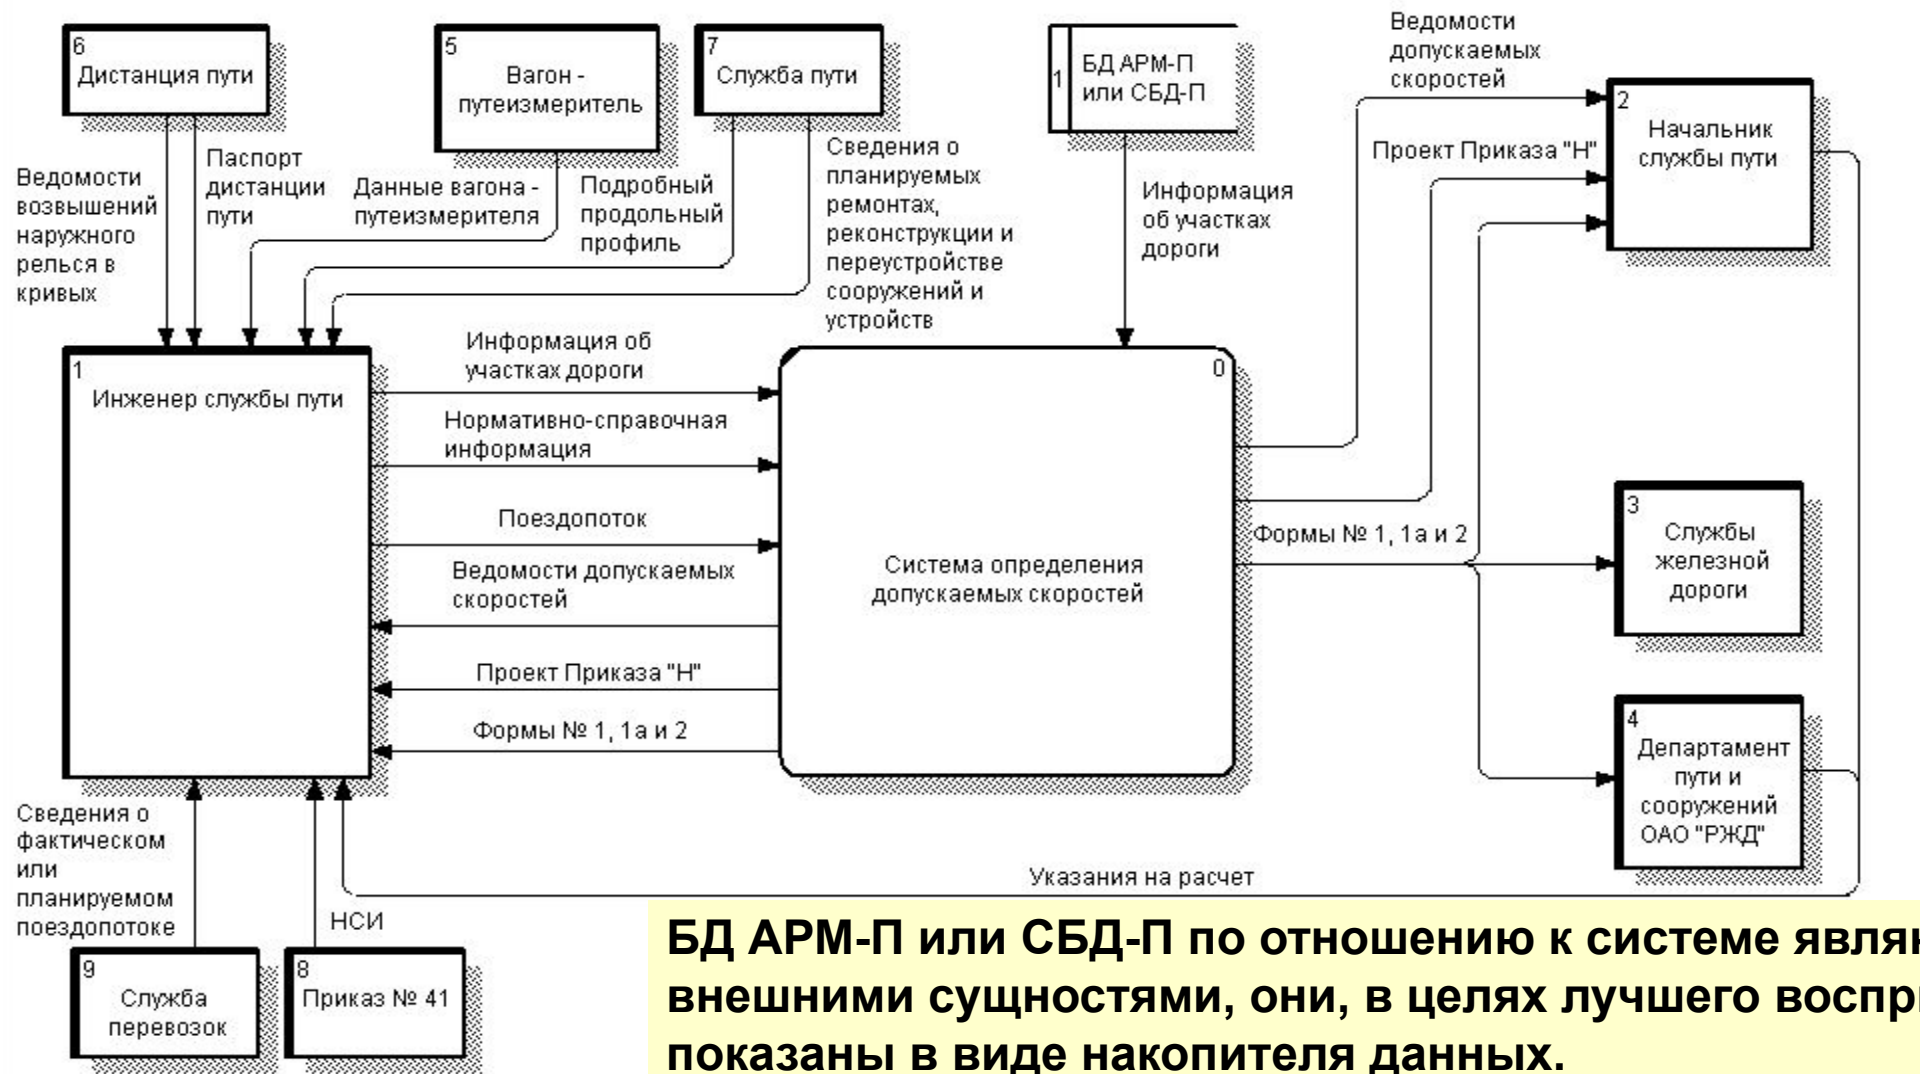 6
Дистанция пути
5
Вагон -
путеизмеритель
7
Служба пути
1
БД АРМ-П
или СБД-П
Ведомости
допускаемых
скоростей
2
Начальник
службы пути
Проект Приказа "Н"
Ведомости
возвышений
наружного
рельса в
кривых
Паспорт
дистанции
пути
Данные вагона -
путеизмерителя
Подробный
продольный
профиль
Сведения о
планируемых
ремонтах,
реконструкции и
переустройстве
сооружений и
устройств
Информация
об участках
дороги
1
Инженер службы пути
Информация об
участках дороги
Нормативно-справочная
информация
Поездопоток
Ведомости допускаемых
скоростей
Проект Приказа "Н"
Формы № 1, 1а и 2
0
Система определения
допускаемых скоростей
Формы № 1, 1а и 2
3
Службы
железной
дороги
4
Департамент
пути и
сооружений
ОАО "РЖД"
Указания на расчет
Сведения о
фактическом
или
планируемом
поездопотоке
НСИ
9
Служба
перевозок
8
Приказ № 41
БД АРМ-П или СБД-П по отношению к системе
внешними сущностями, они, в целях лучшего
показаны в виде накопителя данных.